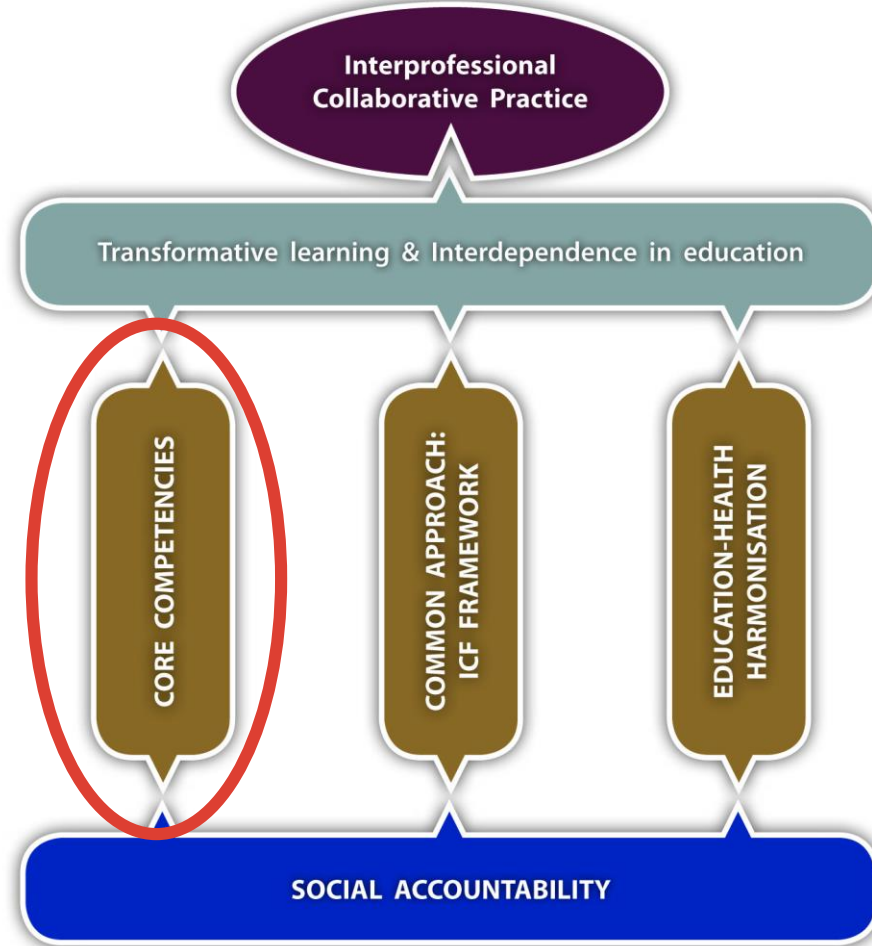 Interprofessional
Collaborative Practice
Transformative learning & Interdependence in education
CORE COMPETENCIES
COMMON APPROACH:
ICF FRAMEWORK
EDUCATION-HEALTH
HARMONISATION
SOCIAL ACCOUNTABILITY